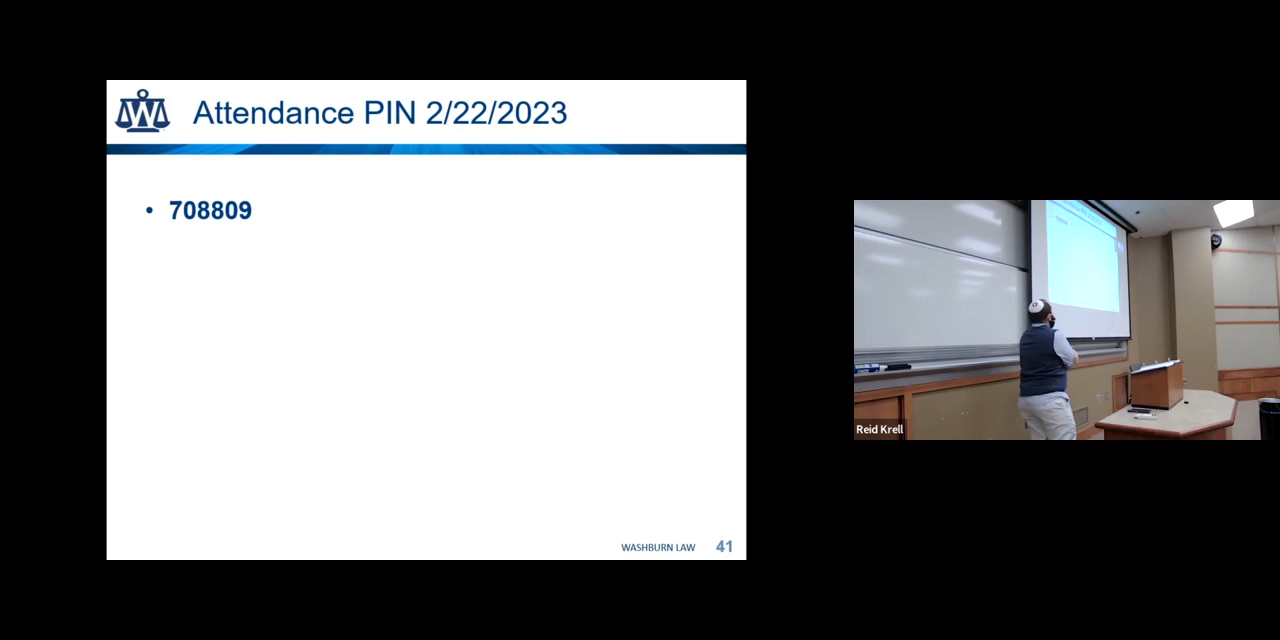 Attendance PIN 2/22/2023
• 708809
WASHBURN LAW 41
Reid Krell